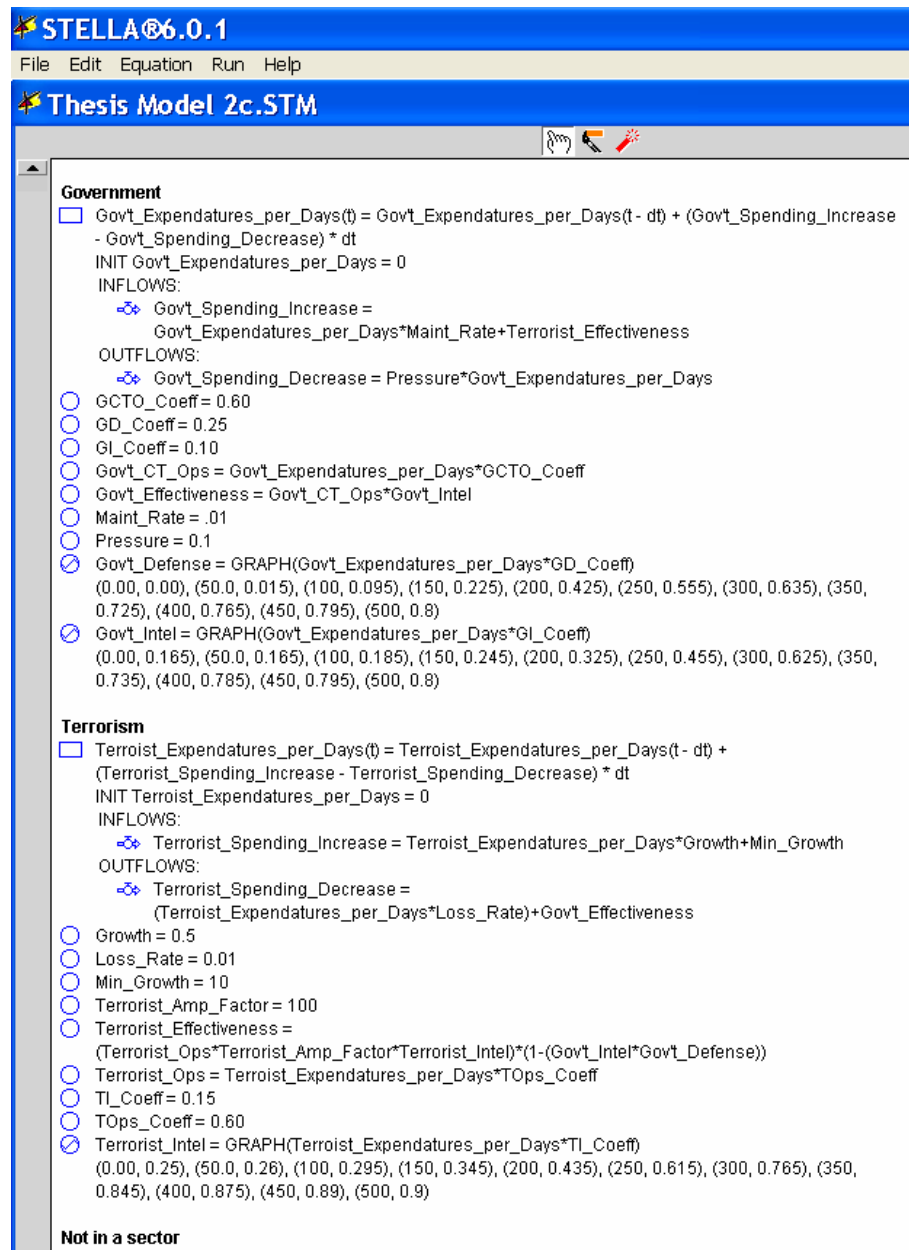 STELLA®6.0.1
File Edit Equation Run Help
Thesis Model 2c.STM
Government
Gov't_Expendatures_per_Days(t) = Gov't_Expendatures_per_Days(t - dt) + (Gov't_Spending_Increase
- Gov't_Spending_Decrease) * dt
INIT Gov't_Expendatures_per_Days = 0
INFLOWS:
Gov't_Spending_Increase =
Gov't_Expendatures_per_Days*Maint_Rate+Terrorist_Effectiveness
OUTFLOWS:
Gov't_Spending_Decrease = Pressure*Gov't_Expendatures_per_Days
GCTO_Coeff = 0.60
GD_Coeff = 0.25
GI_Coeff = 0.10
Gov't_CT_Ops = Gov't_Expendatures_per_Days*GCTO_Coeff
Gov't_Effectiveness = Gov't_CT_Ops*Gov't_Intel
Maint_Rate = .01
Pressure = 0.1
Gov't_Defense = GRAPH(Gov't_Expendatures_per_Days*GD_Coeff)
(0.00, 0.00), (50.0, 0.015), (100, 0.095), (150, 0.225), (200, 0.425), (250, 0.555), (300, 0.635), (350,
0.725), (400, 0.765), (450, 0.795), (500, 0.8)
Gov't_Intel = GRAPH(Gov't_Expendatures_per_Days*GI_Coeff)
(0.00, 0.165), (50.0, 0.165), (100, 0.185), (150, 0.245), (200, 0.325), (250, 0.455), (300, 0.625), (350,
0.735), (400, 0.785), (450, 0.795), (500, 0.8)
Terrorism
Terroist_Expendatures_per_Days(t) = Terroist_Expendatures_per_Days(t - dt) +
(Terrorist_Spending_Increase - Terrorist_Spending_Decrease) * dt
INIT Terroist_Expendatures_per_Days = 0
INFLOWS:
Terrorist_Spending_Increase = Terroist_Expendatures_per_Days*Growth+Min_Growth
OUTFLOWS:
Terrorist_Spending_Decrease =
(Terroist_Expendatures_per_Days*Loss_Rate)+Gov't_Effectiveness
Growth = 0.5
Loss_Rate = 0.01
Min_Growth = 10
Terrorist_Amp_Factor = 100
Terrorist_Effectiveness =
(Terrorist_Ops*Terrorist_Amp_Factor*Terrorist_Intel)*(1-(Gov't_Intel*Gov't_Defense))
Terrorist_Ops = Terroist_Expendatures_per_Days*TOps_Coeff
TI_Coeff = 0.15
TOps_Coeff = 0.60
Terrorist_Intel = GRAPH(Terroist_Expendatures_per_Days*TI_Coeff)
(0.00, 0.25), (50.0, 0.26), (100, 0.295), (150, 0.345), (200, 0.435), (250, 0.615), (300, 0.765), (350,
0.845), (400, 0.875), (450, 0.89), (500, 0.9)
Not in a sector